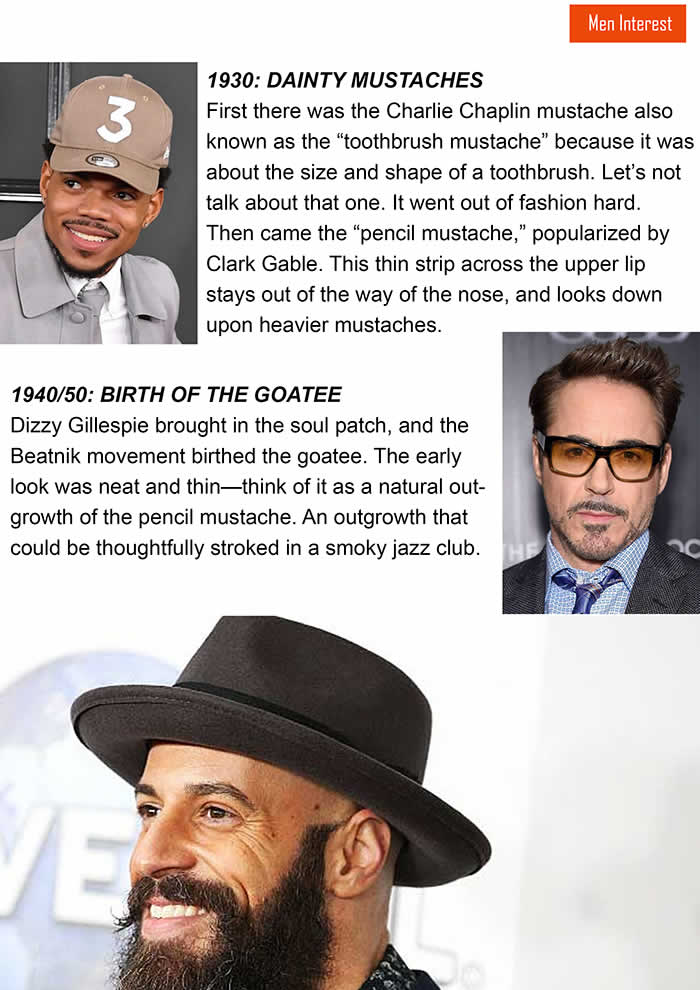 Men Interest
3
1930: DAINTY MUSTACHES
First there was the Charlie Chaplin mustache also
known as the “toothbrush mustache” because it was
about the size and shape of a toothbrush. Let’s not
talk about that one. It went out of fashion hard.
Then came the “pencil mustache,” popularized by
Clark Gable. This thin strip across the upper lip
stays out of the way of the nose, and looks down
upon heavier mustaches.
1940/50: BIRTH OF THE GOATEE
Dizzy Gillespie brought in the soul patch, and the
Beatnik movement birthed the goatee. The early
look was neat and thin—think of it as a natural out-
growth of the pencil mustache. An outgrowth that
could be thoughtfully stroked in a smoky jazz club.
THE
VE
L.